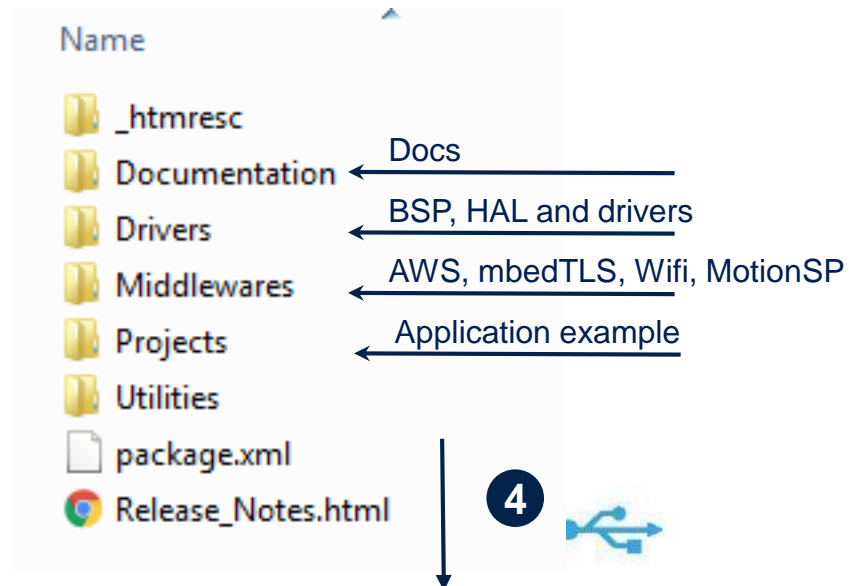 Name
_htmresc
Documentation
Docs
Drivers
BSP, HAL and drivers
Middlewares
AWS, mbedTLS, Wifi, MotionSP
Projects
Application example
Utilities
package.xml
Release_Notes.html
4